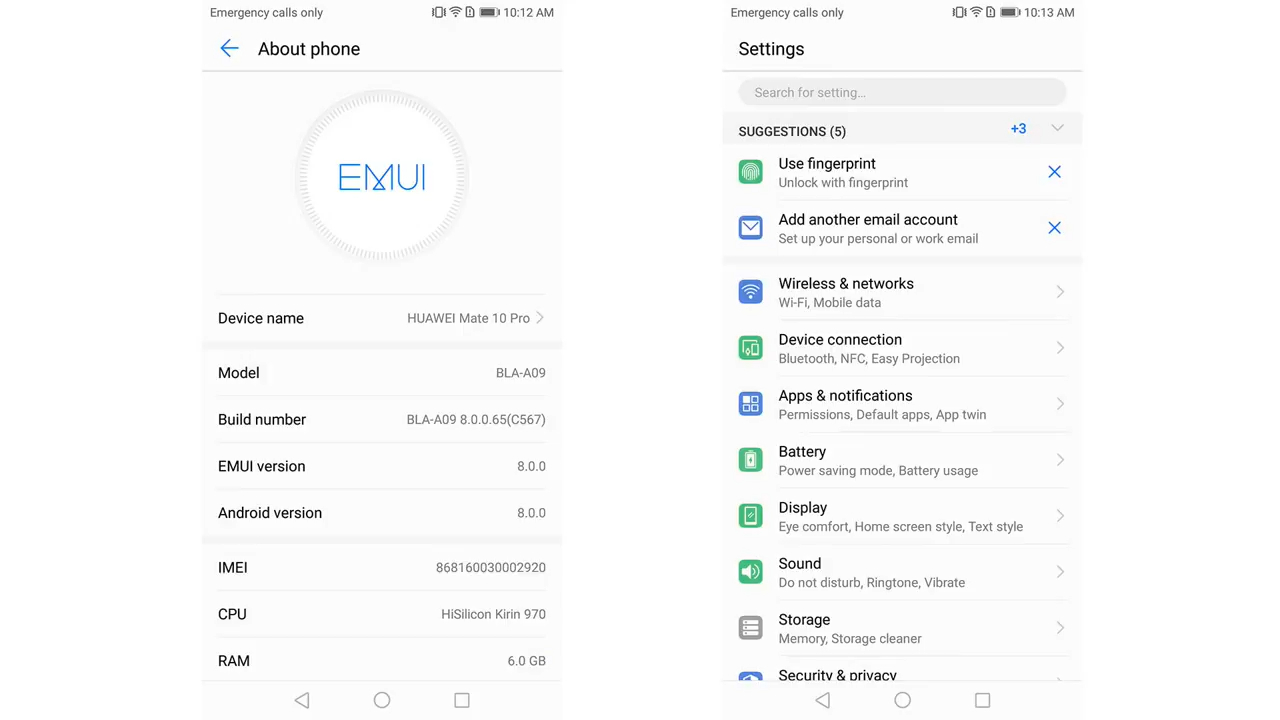 Emergency calls only 10:12 AM
About phone
EMUI
Device name HUAWEI Mate 10 Pro
Model BLA-A09
Build number BLA-A09 8.0.0.65(C567)
EMUI version 8.0.0
Android version 8.0.0
IMEI 868160030002920
CPU HiSilicon Kirin 970
RAM 6.0 GB
Emergency calls only 10:13 AM
Settings
Search for setting...
SUGGESTIONS (5) +3
Use fingerprint
Unlock with fingerprint
Add another email account
Set up your personal or work email
Wireless & networks
Wi-Fi, Mobile data
Device connection
Bluetooth, NFC, Easy Projection
Apps & notifications
Permissions, Default apps, App twin
Battery
Power saving mode, Battery usage
Display
Eye comfort, Home screen style, Text style
Sound
Do not disturb, Ringtone, Vibrate
Storage
Memory, Storage cleaner
Security & privacy